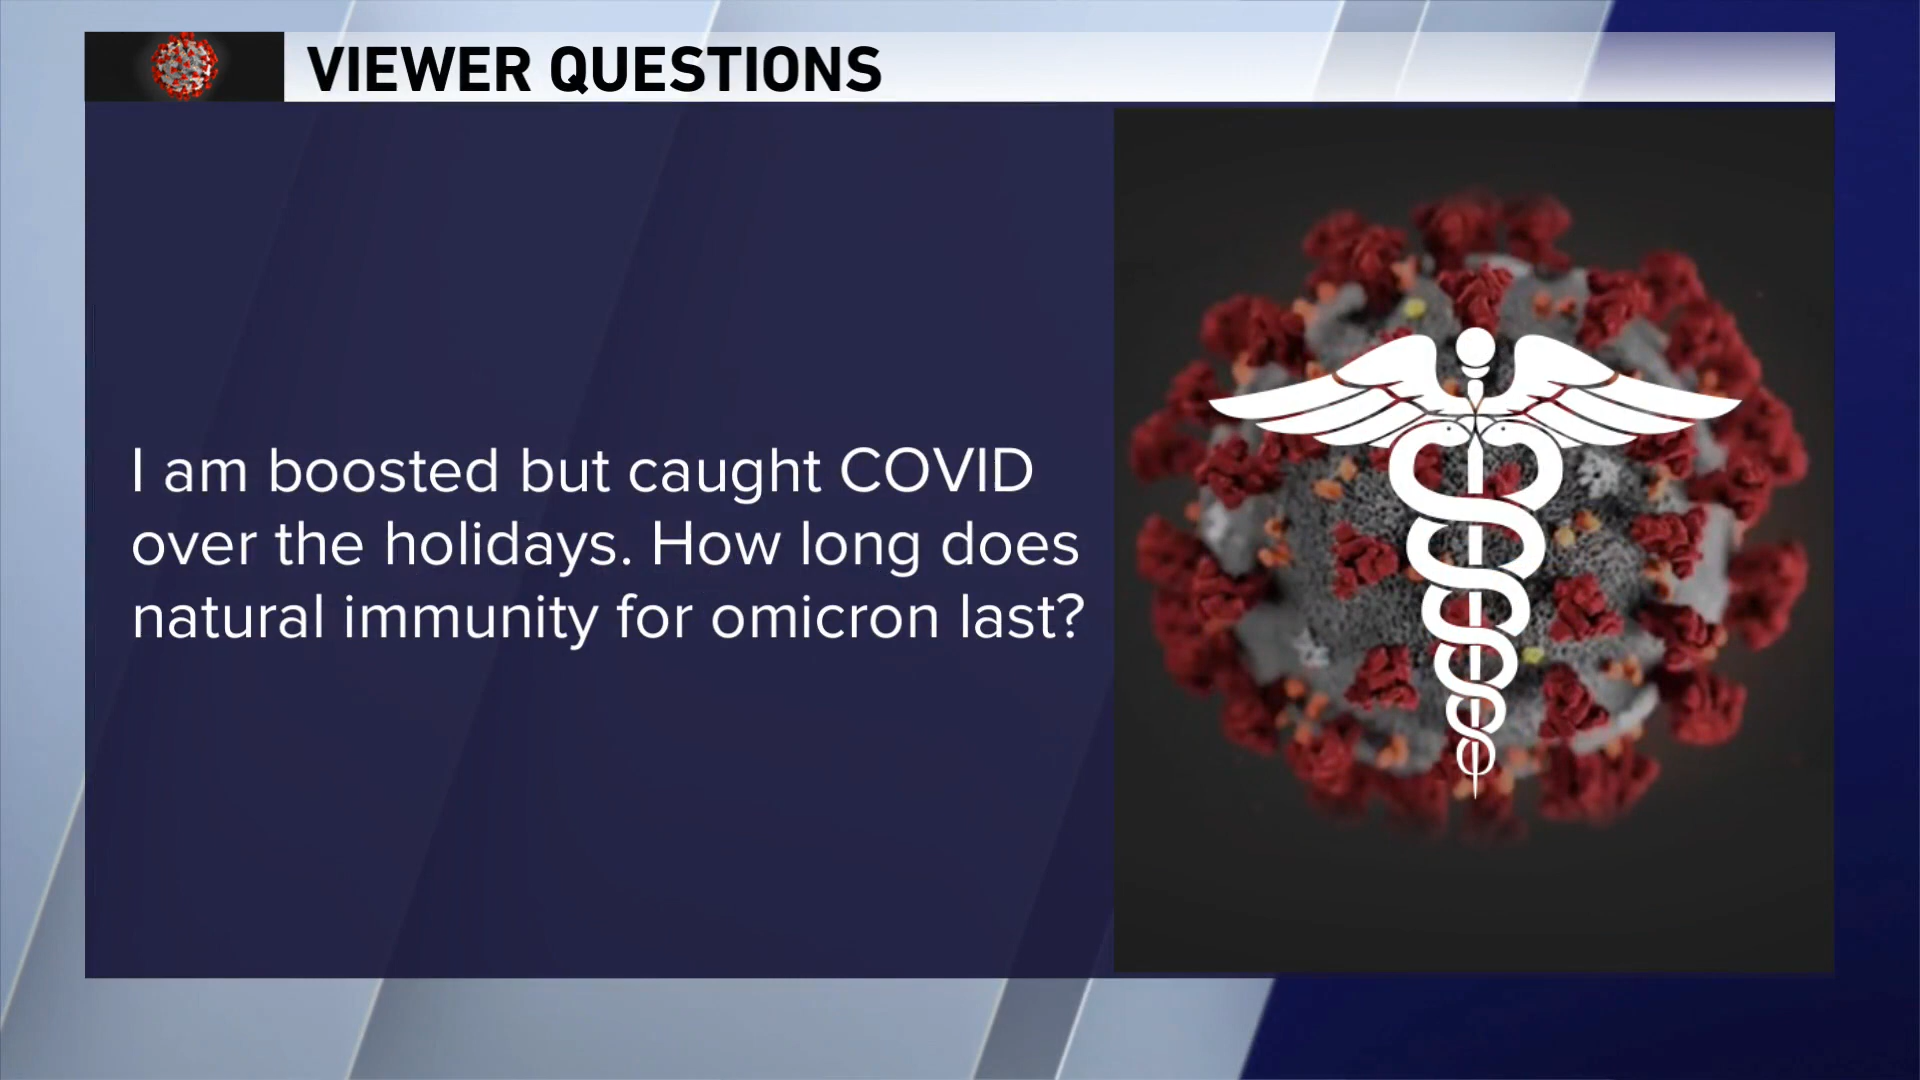 VIEWER QUESTIONS
I am boosted but caught COVID
over the holidays. How long does
natural immunity for omicron last?